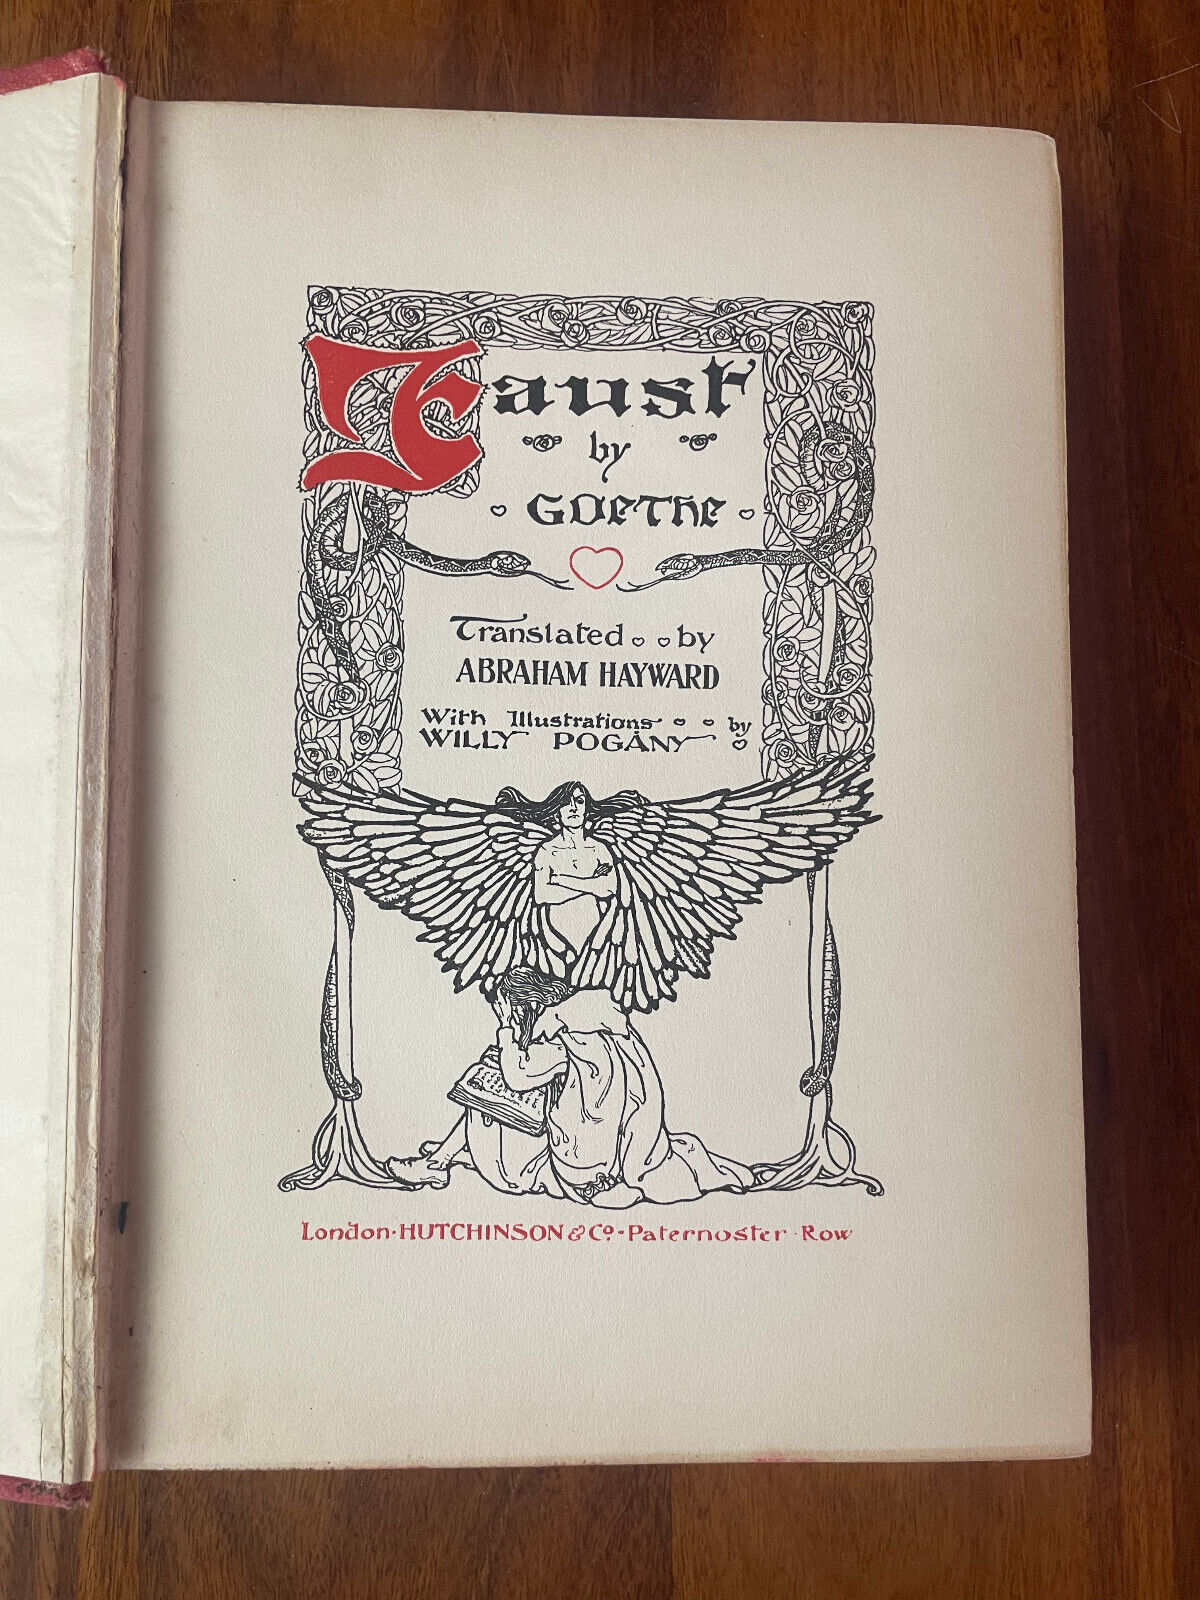 Faust
by
GOETHE
Translated by
ABRAHAM HAYWARD
With Illustrations by
WILLY POGÁNY
London·HUTCHINSON & Co·Paternoster·Row